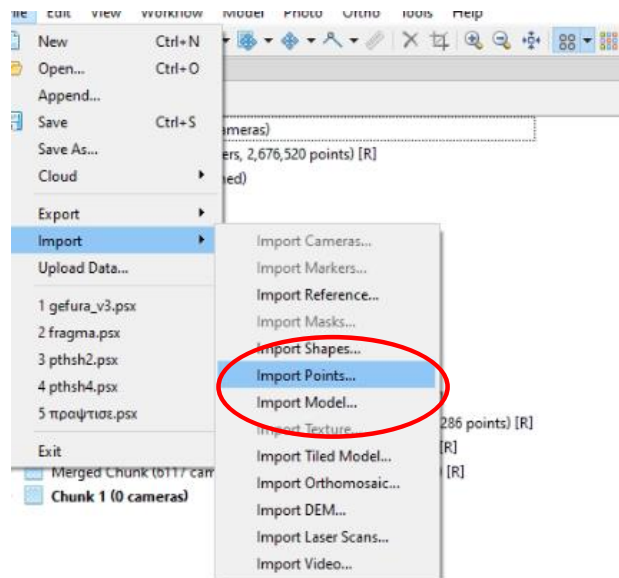 Edit View Workflow Model Photo Ortho Tools Help
New Ctrl+N
Open... Ctrl+O
Append...
Save Ctrl+S
Save As...
Cloud
Export
Import
Upload Data...
1 gefura_v3.psx
2 fragma.psx
3 pthsh2.psx
4 pthsh4.psx
5 πραψτισε.psx
Exit
ers, 2,676,520 points) [R]
Import Cameras...
Import Markers...
Import Reference...
Import Masks...
Import Shapes...
Import Points...
Import Model...
Import Texture...
Import Tiled Model...
Import Orthomosaic...
Import DEM...
Import Laser Scans...
Import Video...
286 points) [R]
[R]
Merged Chunk (6117 cam
[R]
Chunk 1 (0 cameras)